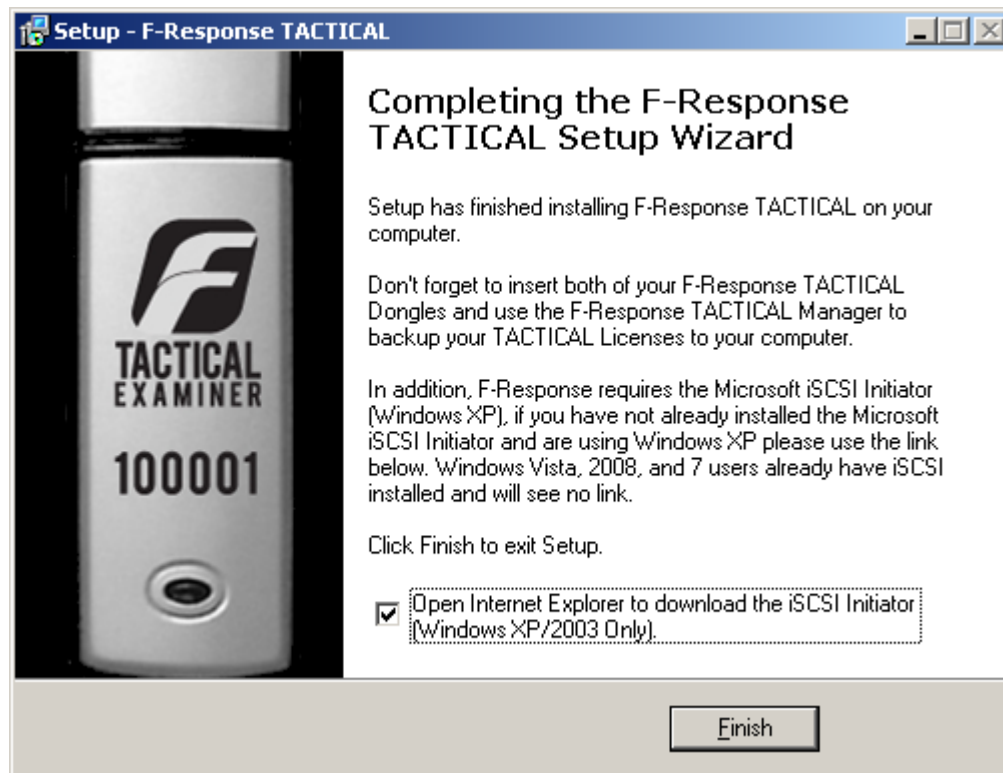 Setup - F-Response TACTICAL
TACTICAL
EXAMINER
100001
Completing the F-Response
TACTICAL Setup Wizard
Setup has finished installing F-Response TACTICAL on your
computer.
Don't forget to insert both of your F-Response TACTICAL
Dongles and use the F-Response TACTICAL Manager to
backup your TACTICAL Licenses to your computer.
In addition, F-Response requires the Microsoft iSCSI Initiator
(Windows XP), if you have not already installed the Microsoft
iSCSI Initiator and are using Windows XP please use the link
below. Windows Vista, 2008, and 7 users already have iSCSI
installed and will see no link.
Click Finish to exit Setup.
Open Internet Explorer to download the iSCSI Initiator
(Windows XP/2003 Only).
Finish